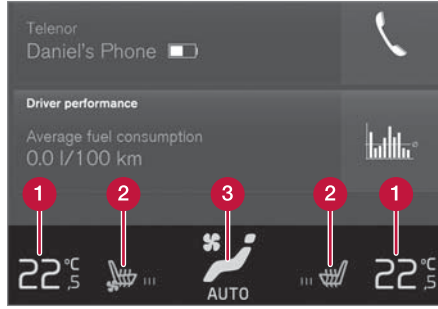 Telenor
Daniel's Phone
Driver performance
Average fuel consumption
0.0 l/100 km
1 2 3 2 1
22,5 °C 22,5 °C
AUTO